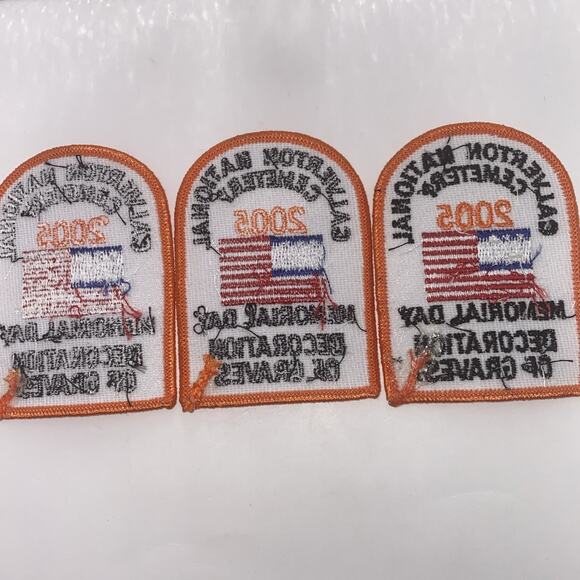 CALVERTON NATIONAL
CEMETERY
2005
MEMORIAL DAY
DECORATION
OF GRAVES
CALVERTON NATIONAL
CEMETERY
2005
MEMORIAL DAY
DECORATION
OF GRAVES
CALVERTON NATIONAL
CEMETERY
2005
MEMORIAL DAY
DECORATION
OF GRAVES